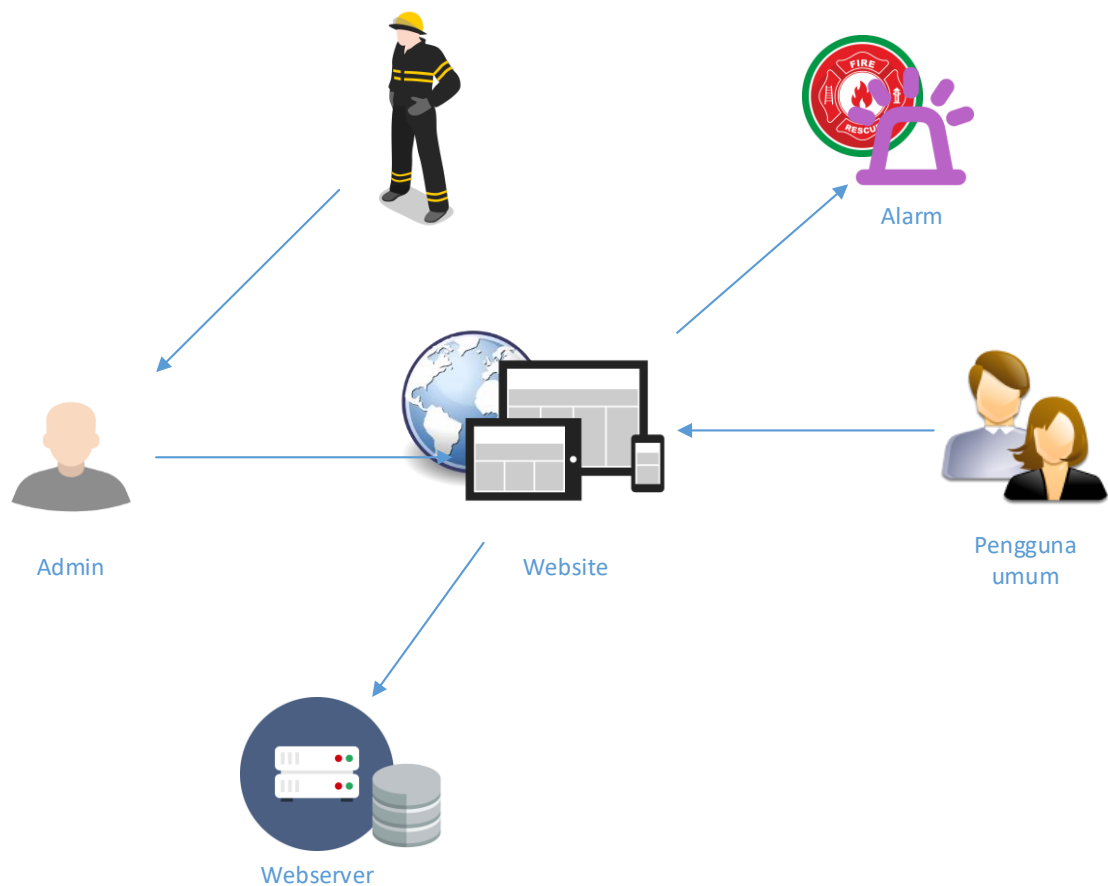 FIRE
RESCUE
Alarm
Admin
Website
Pengguna
umum
Webserver